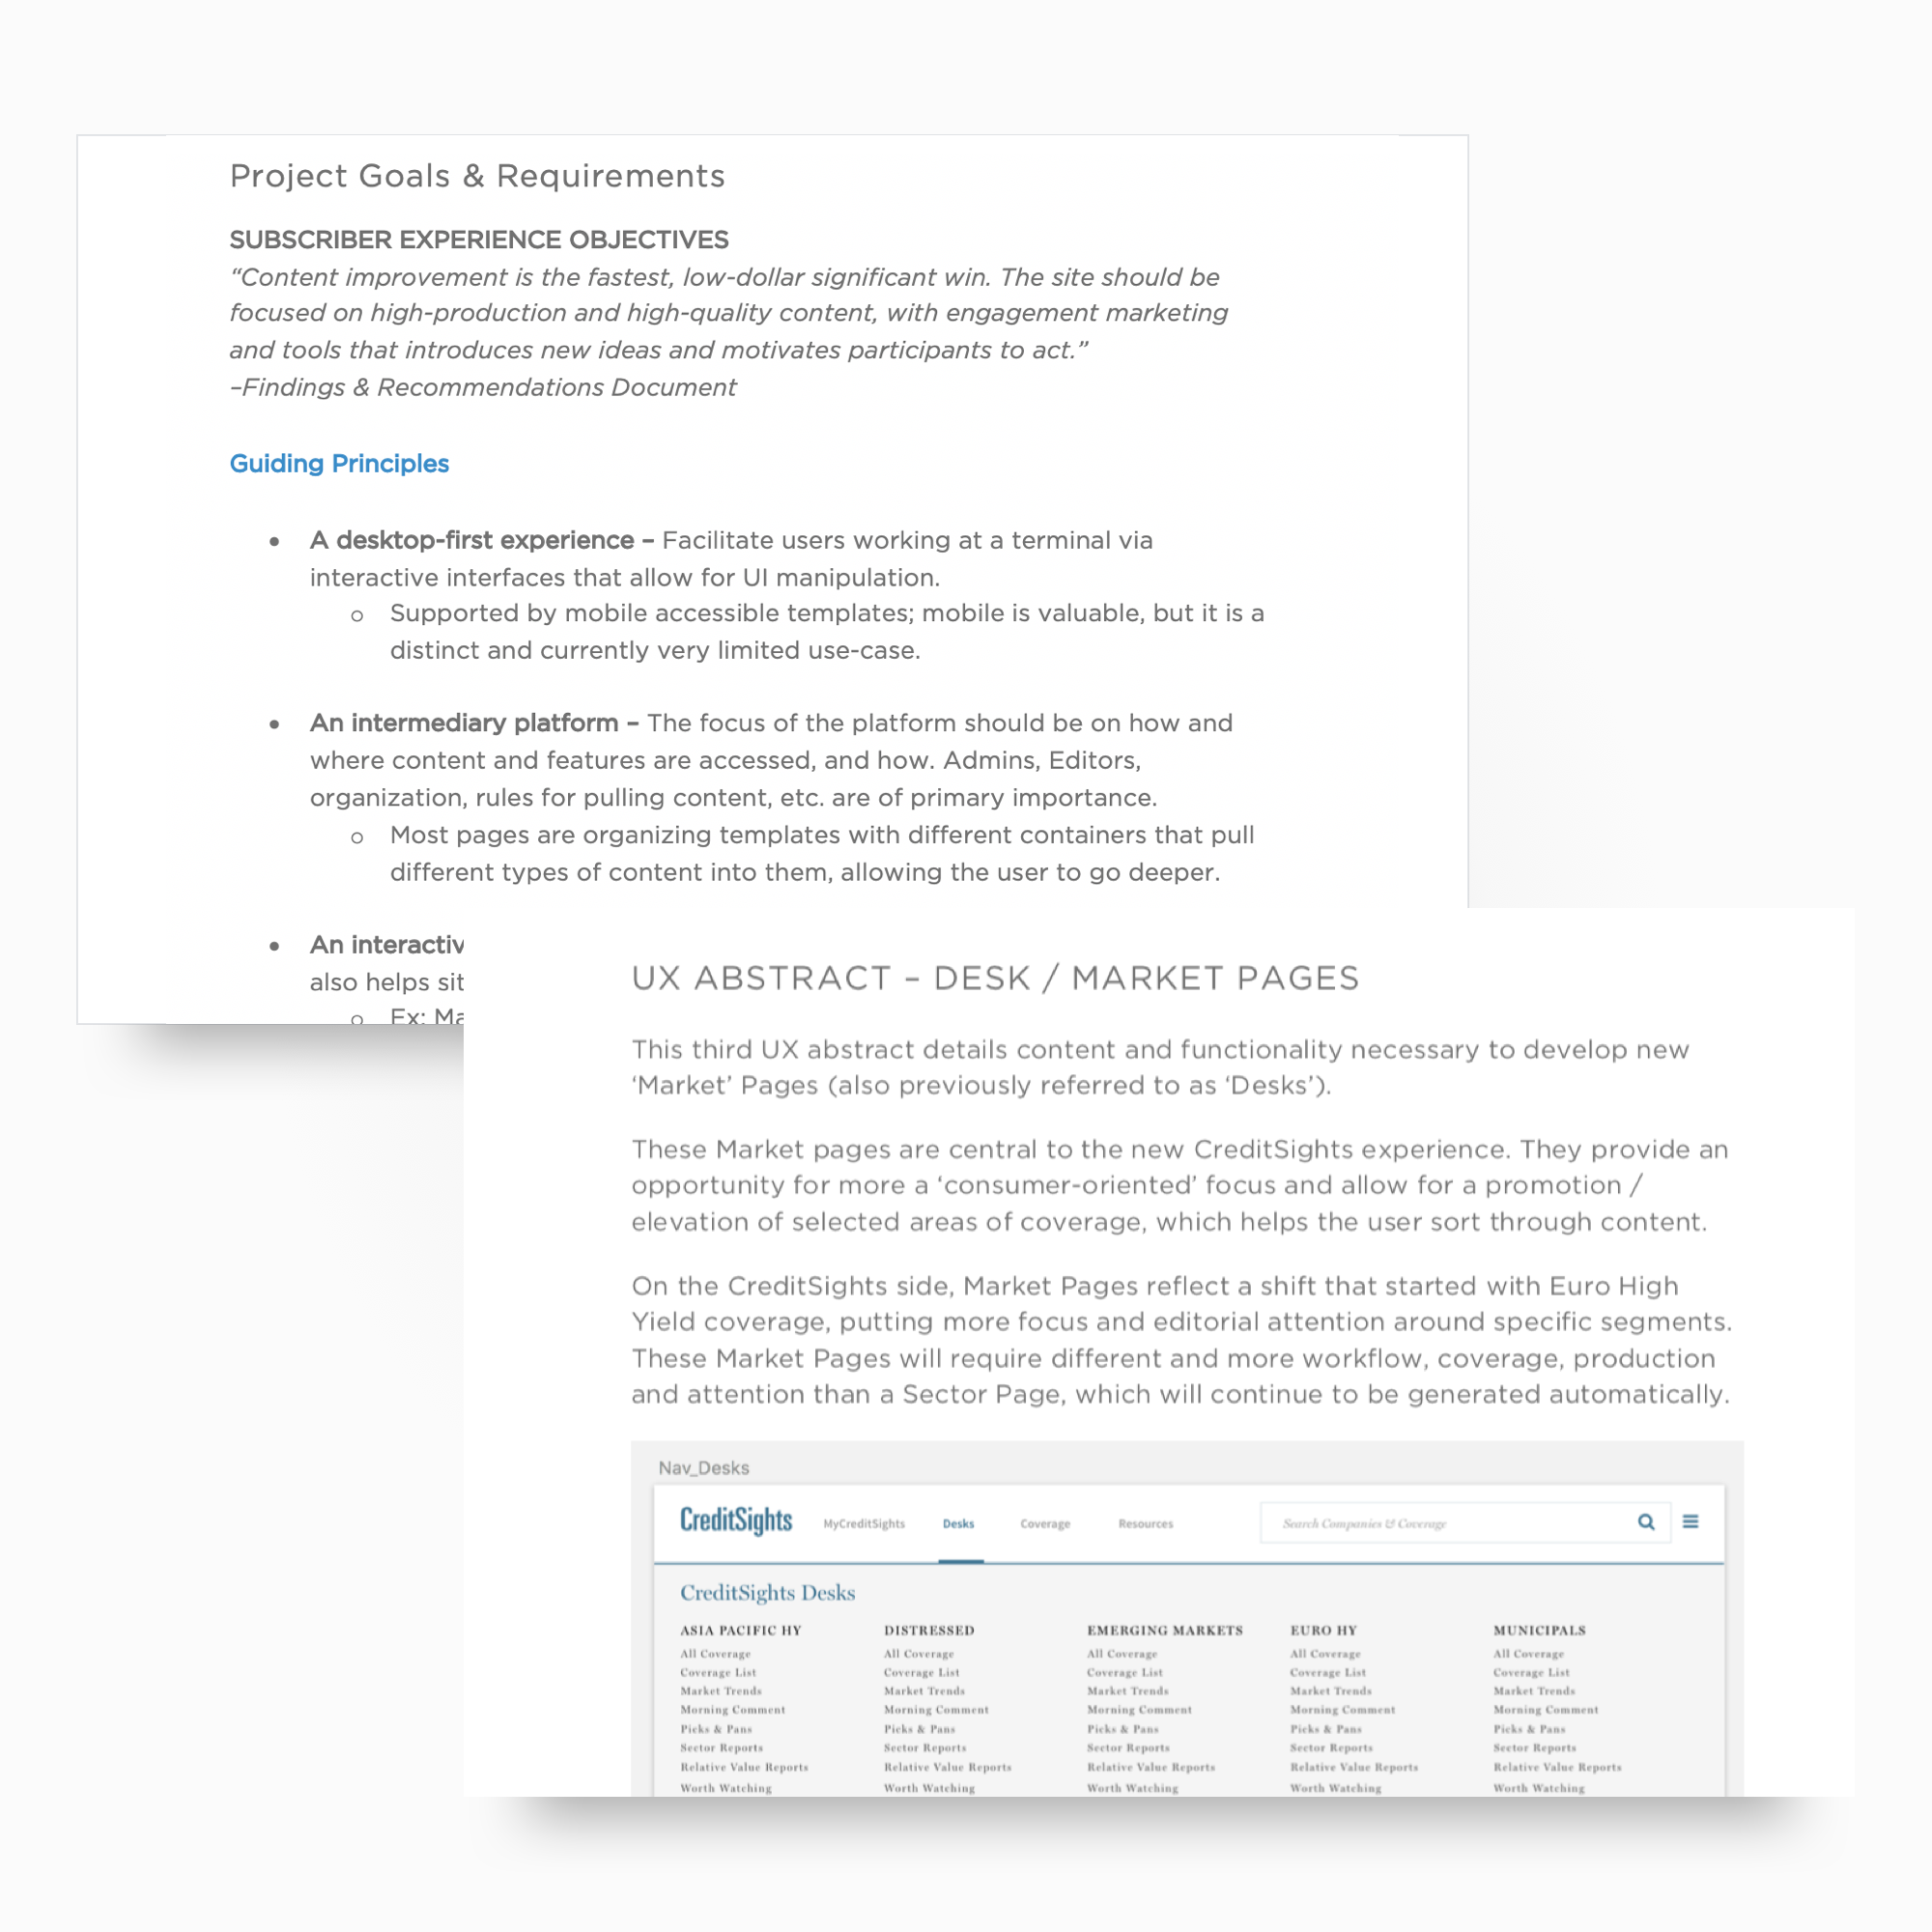 Project Goals & Requirements
SUBSCRIBER EXPERIENCE OBJECTIVES
“Content improvement is the fastest, low-dollar significant win. The site should be
focused on high-production and high-quality content, with engagement marketing
and tools that introduces new ideas and motivates participants to act.”
–Findings & Recommendations Document
Guiding Principles
• A desktop-first experience – Facilitate users working at a terminal via
interactive interfaces that allow for UI manipulation.
o Supported by mobile accessible templates; mobile is valuable, but it is a
distinct and currently very limited use-case.
• An intermediary platform – The focus of the platform should be on how and
where content and features are accessed, and how. Admins, Editors,
organization, rules for pulling content, etc. are of primary importance.
o Most pages are organizing templates with different containers that pull
different types of content into them, allowing the user to go deeper.
• An interactiv
also helps sit
o Ex: Ma
UX ABSTRACT – DESK / MARKET PAGES
This third UX abstract details content and functionality necessary to develop new
‘Market’ Pages (also previously referred to as ‘Desks’).
These Market pages are central to the new CreditSights experience. They provide an
opportunity for more a ‘consumer-oriented’ focus and allow for a promotion /
elevation of selected areas of coverage, which helps the user sort through content.
On the CreditSights side, Market Pages reflect a shift that started with Euro High
Yield coverage, putting more focus and editorial attention around specific segments.
These Market Pages will require different and more workflow, coverage, production
and attention than a Sector Page, which will continue to be generated automatically.
Nav_Desks
CreditSights MyCreditSights Desks Coverage Resources Search Companies & Coverage
CreditSights Desks
ASIA PACIFIC HY DISTRESSED EMERGING MARKETS EURO HY MUNICIPALS
All Coverage All Coverage All Coverage All Coverage All Coverage
Coverage List Coverage List Coverage List Coverage List Coverage List
Market Trends Market Trends Market Trends Market Trends Market Trends
Morning Comment Morning Comment Morning Comment Morning Comment Morning Comment
Picks & Pans Picks & Pans Picks & Pans Picks & Pans Picks & Pans
Sector Reports Sector Reports Sector Reports Sector Reports Sector Reports
Relative Value Reports Relative Value Reports Relative Value Reports Relative Value Reports Relative Value Reports
Worth Watching Worth Watching Worth Watching Worth Watching Worth Watching